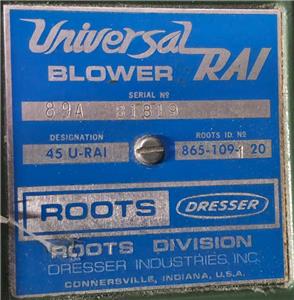 Universal
BLOWER RAI
SERIAL Nº
89A 81819
DESIGNATION
ROOTS ID. Nº
45 U-RAI
865-109-120
ROOTS
DRESSER
ROOTS DIVISION
DRESSER INDUSTRIES, INC.
CONNERSVILLE, INDIANA, U.S.A.